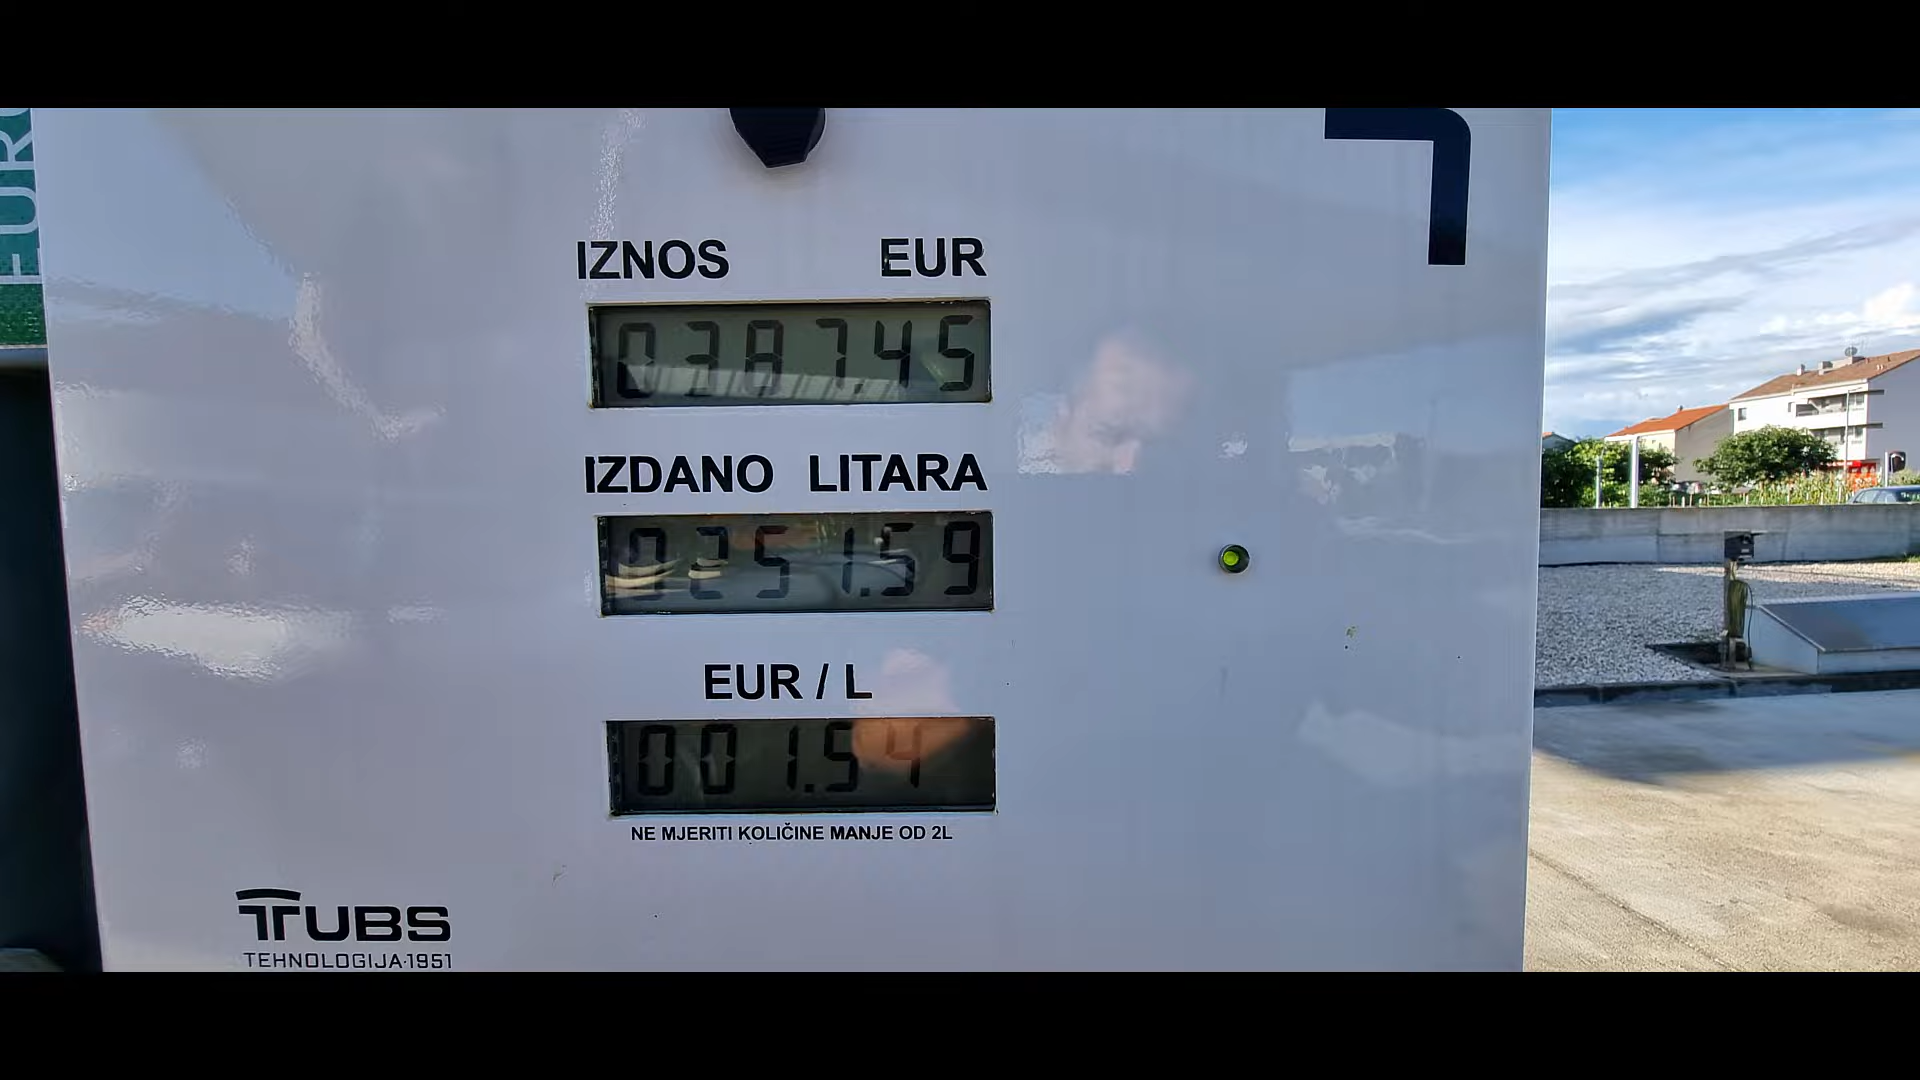 EURO
IZNOS EUR
0387.45
IZDANO LITARA
0251.59
EUR / L
001.54
NE MJERITI KOLIČINE MANJE OD 2L
TUBS
TEHNOLOGIJA·1951